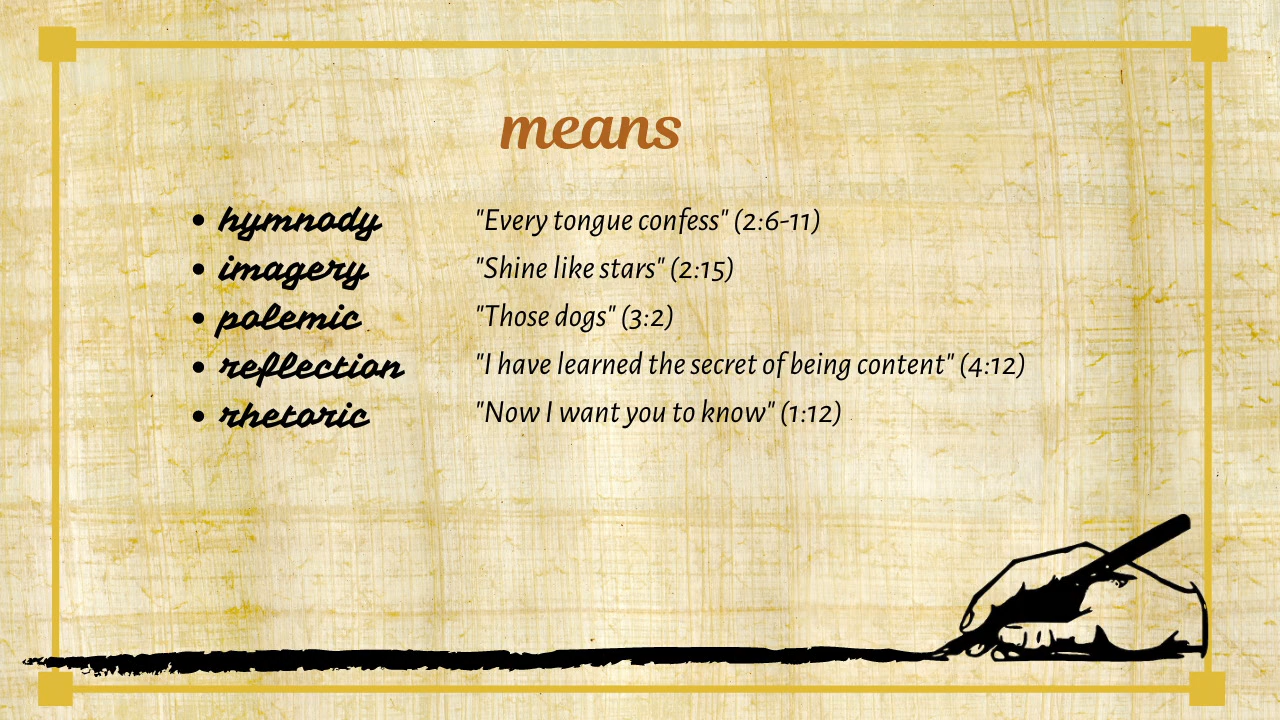 means
• hymnody "Every tongue confess" (2:6-11)
• imagery "Shine like stars" (2:15)
• polemic "Those dogs" (3:2)
• reflection "I have learned the secret of being content" (4:12)
• rhetoric "Now I want you to know" (1:12)